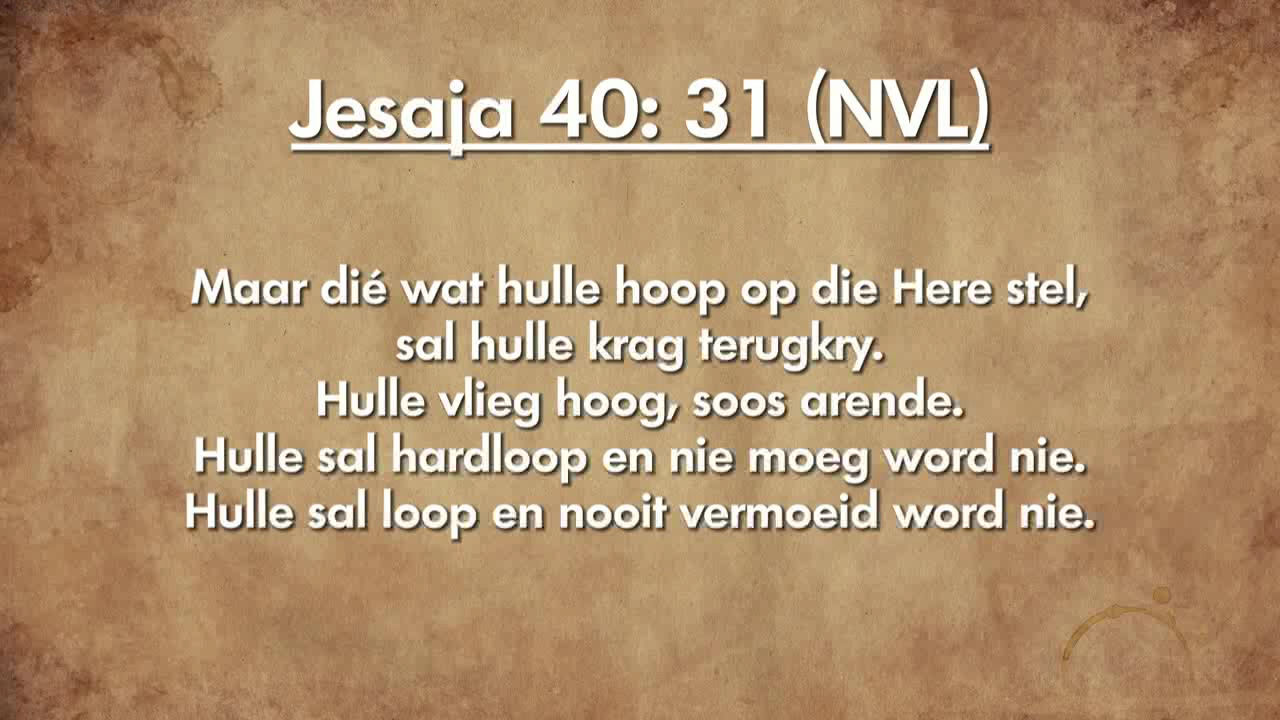 Jesaja 40: 31 (NVL)
Maar dié wat hulle hoop op die Here stel,
sal hulle krag terugkry.
Hulle vlieg hoog, soos arende.
Hulle sal hardloop en nie moeg word nie.
Hulle sal loop en nooit vermoeid word nie.